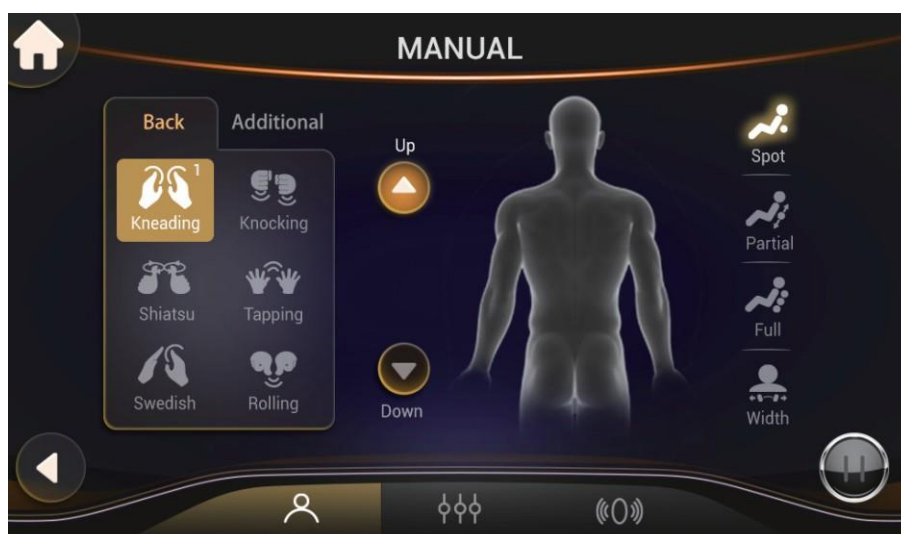 MANUAL
Back Additional
Kneading 1
Knocking
Shiatsu
Tapping
Swedish
Rolling
Up
Down
Spot
Partial
Full
Width